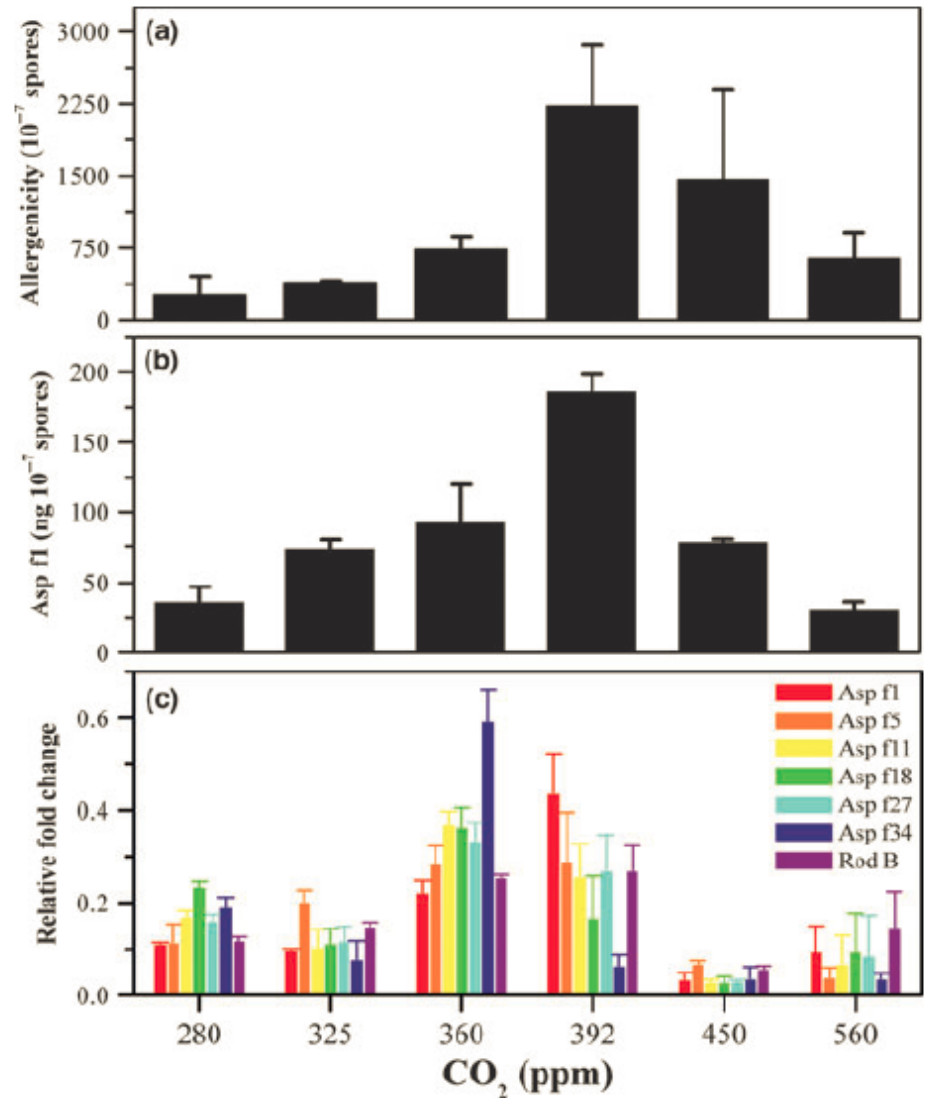 (a)
Allergenicity (10⁻⁷ spores)
3000
2250
1500
750
0
(b)
Asp f1 (ng 10⁻⁷ spores)
200
150
100
50
0
(c)
Relative fold change
0.6
0.4
0.2
0.0
Asp f1
Asp f5
Asp f11
Asp f18
Asp f27
Asp f34
Rod B
280 325 360 392 450 560
CO₂ (ppm)